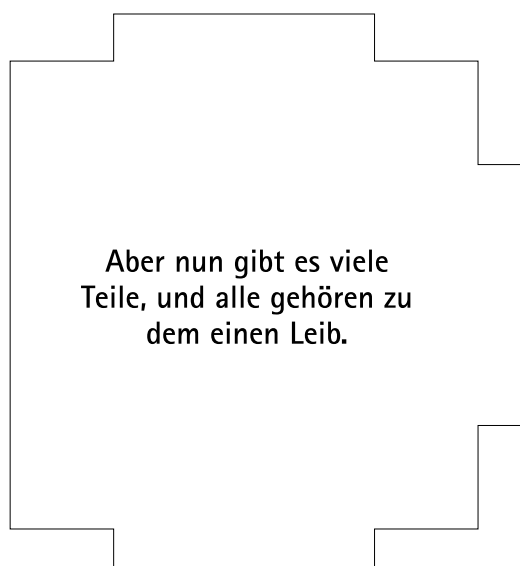 Aber nun gibt es viele
Teile, und alle gehören zu
dem einen Leib.